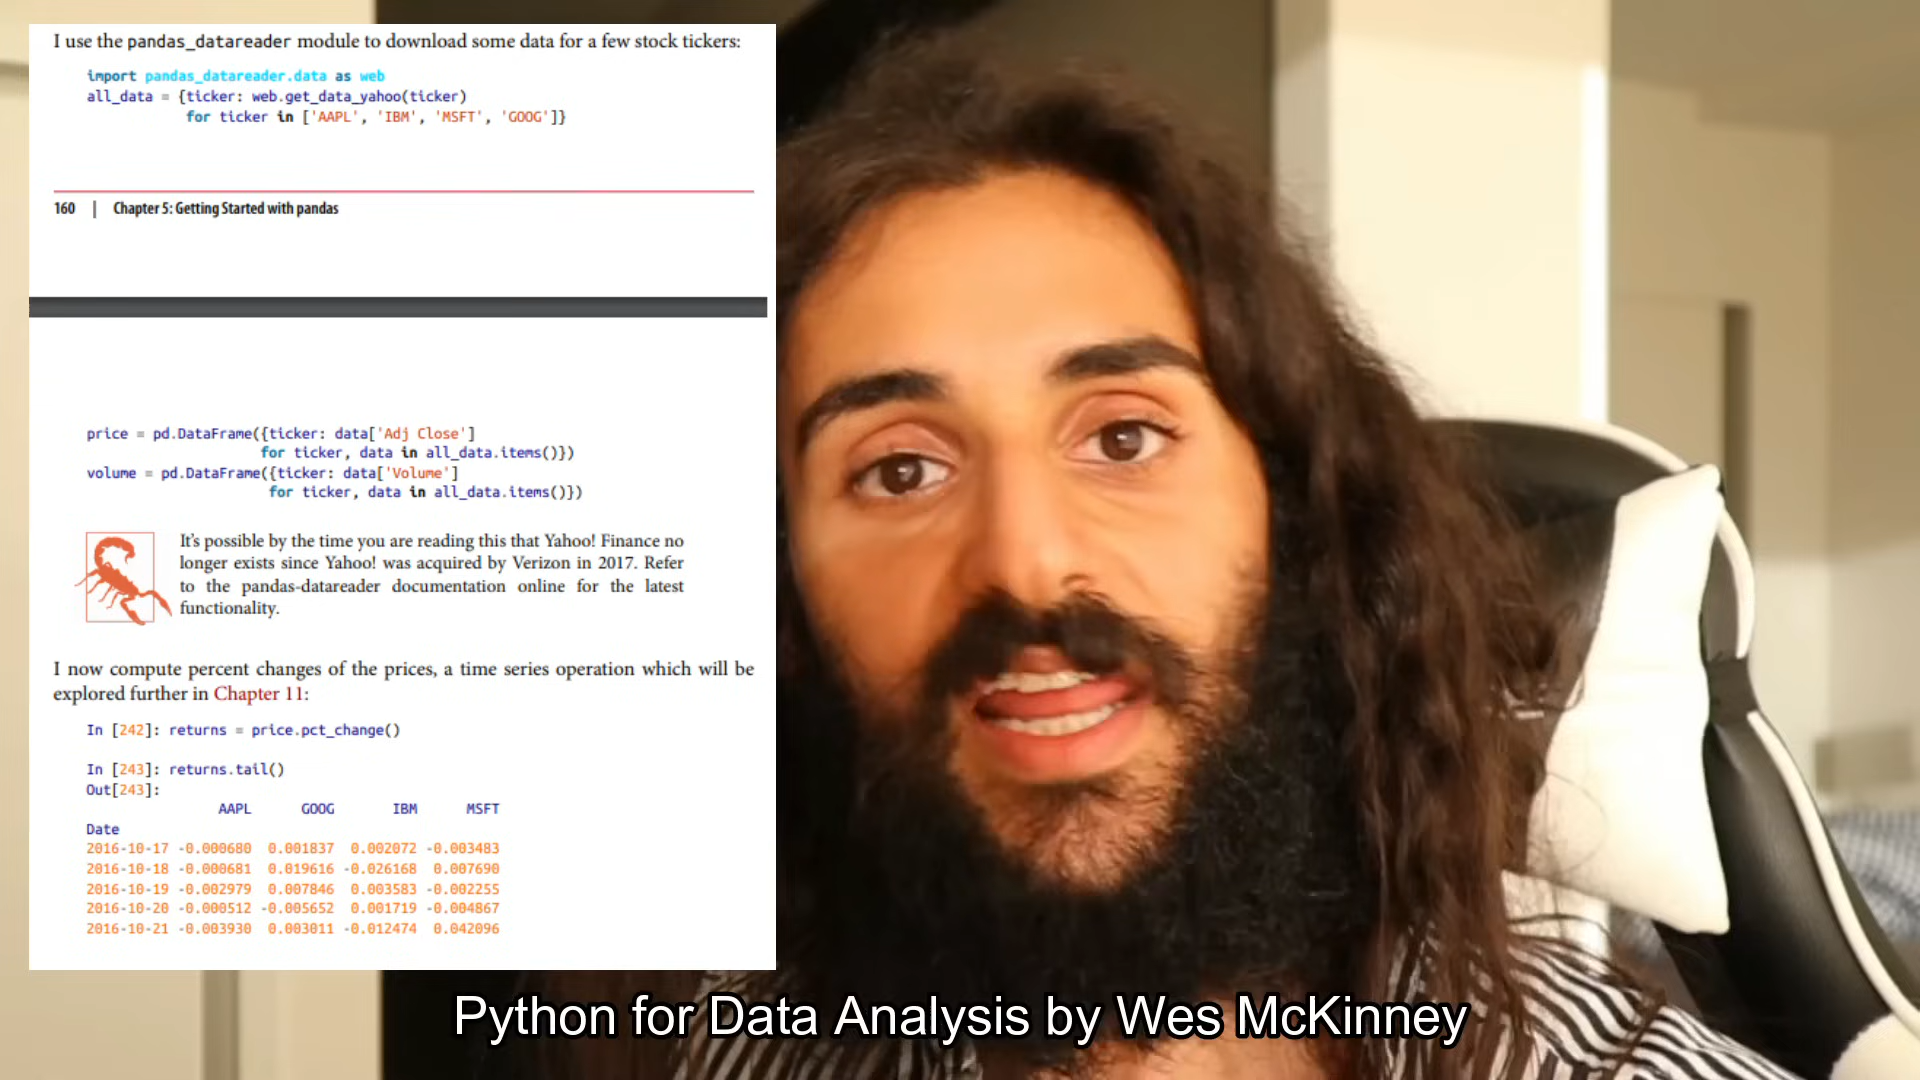 I use the pandas_datareader module to download some data for a few stock tickers:
import pandas_datareader.data as web
all_data = {ticker: web.get_data_yahoo(ticker)
for ticker in ['AAPL', 'IBM', 'MSFT', 'GOOG']}
160 | Chapter 5: Getting Started with pandas
price = pd.DataFrame({ticker: data['Adj Close']
for ticker, data in all_data.items()})
volume = pd.DataFrame({ticker: data['Volume']
for ticker, data in all_data.items()})
It's possible by the time you are reading this that Yahoo! Finance no
longer exists since Yahoo! was acquired by Verizon in 2017. Refer
to the pandas-datareader documentation online for the latest
functionality.
I now compute percent changes of the prices, a time series operation which will be
explored further in Chapter 11:
In [242]: returns = price.pct_change()
In [243]: returns.tail()
Out[243]:
AAPL GOOG IBM MSFT
Date
2016-10-17 -0.000680 0.001837 0.002072 -0.003483
2016-10-18 -0.000681 0.019616 -0.026168 0.007690
2016-10-19 -0.002979 0.007846 0.003583 -0.002255
2016-10-20 -0.000512 -0.005652 0.001719 -0.004867
2016-10-21 -0.003930 0.003011 -0.012474 0.042096
Python for Data Analysis by Wes McKinney